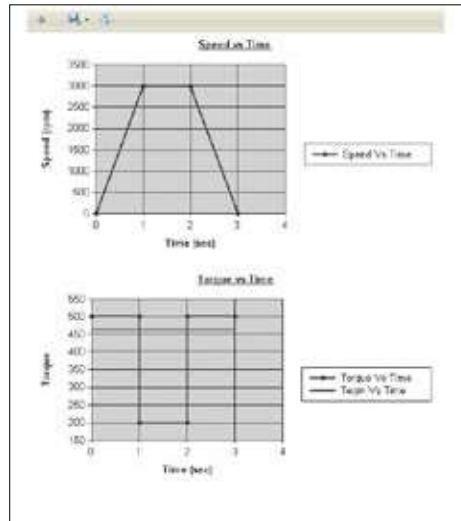 Speed vs Time
3500
3000
2500
2000
1500
1000
500
0
Speed (rpm)
0 1 2 3 4
Time (sec)
Speed Vs Time
Torque vs Time
550
500
450
400
350
300
250
200
150
Torque
0 1 2 3 4
Time (sec)
Torque Vs Time
Vs Time